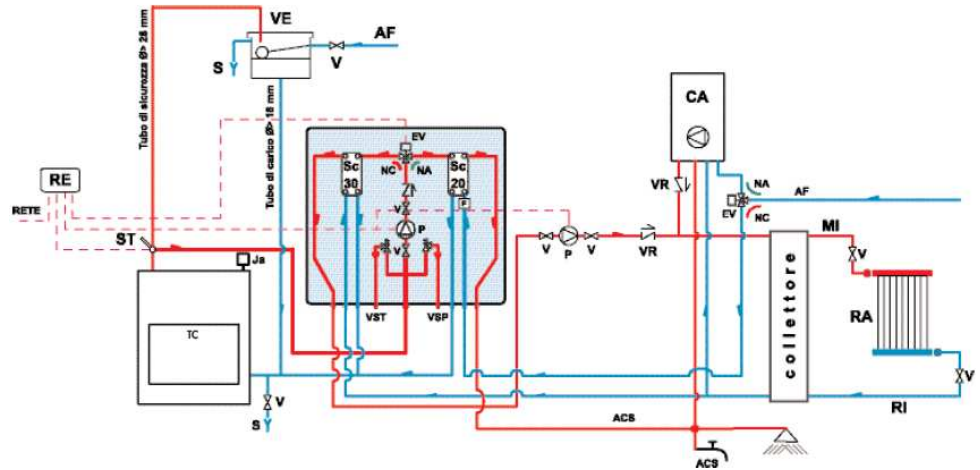 Tubo di sicurozza Ø> 28 mm
VE
AF
S
V
Tubo di carico Ø> 18 mm
CA
EV
Sc
30
NC
NA
Sc
20
F
RE
RETE
VR
NA
EV
NC
AF
ST
V
P
V
V
P
V
VR
MI
V
Ja
VST
VSP
TC
collettore
RA
V
V
S
ACS
RI
ACS